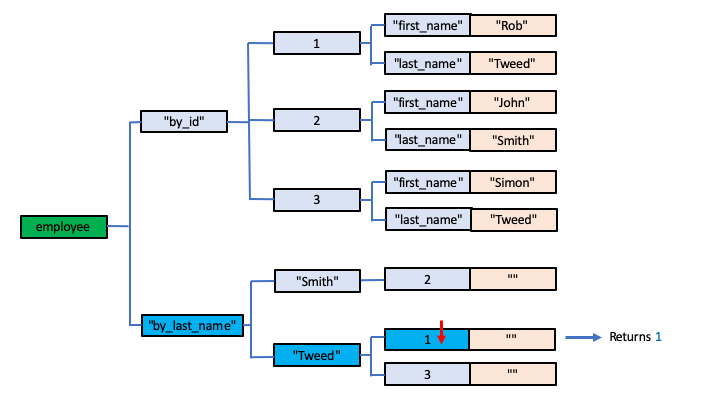 "first_name" "Rob"
1
"last_name" "Tweed"
"first_name" "John"
"by_id" 2
"last_name" "Smith"
"first_name" "Simon"
3
"last_name" "Tweed"
employee
"Smith" 2 ""
"by_last_name"
1 "" Returns 1
"Tweed"
3 ""